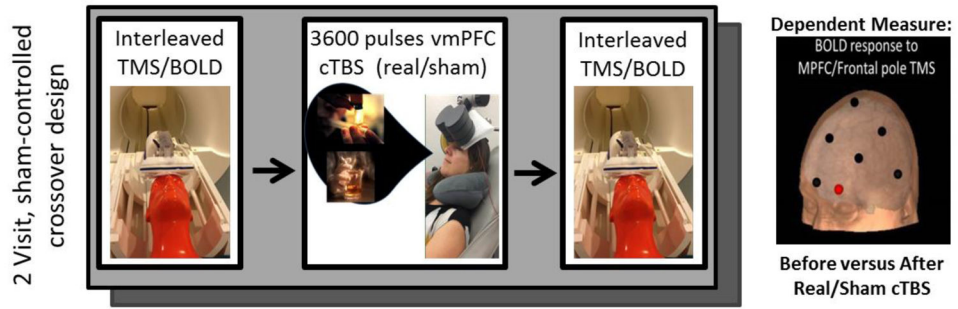 2 Visit, sham-controlled
crossover design
Interleaved
TMS/BOLD
3600 pulses vmPFC
cTBS (real/sham)
Interleaved
TMS/BOLD
Dependent Measure:
BOLD response to
MPFC/Frontal pole TMS
Before versus After
Real/Sham cTBS